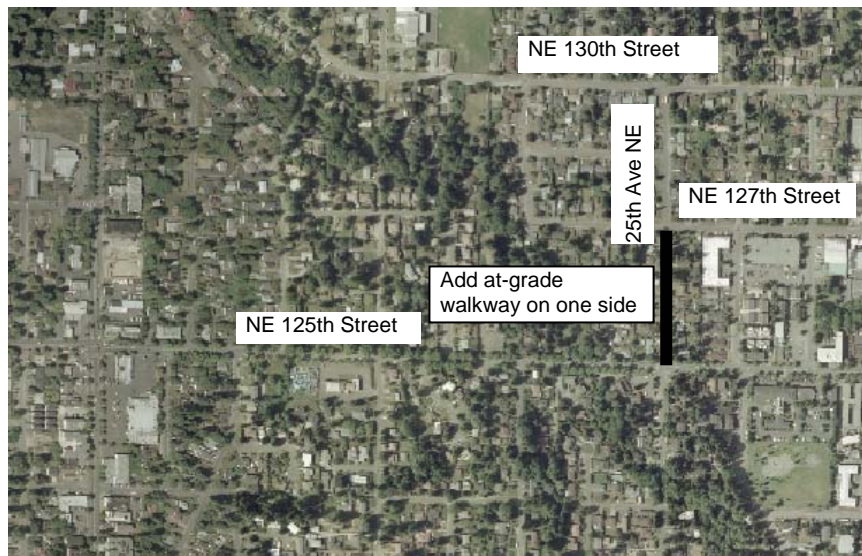 NE 130th Street
25th Ave NE
NE 127th Street
Add at-grade
walkway on one side
NE 125th Street